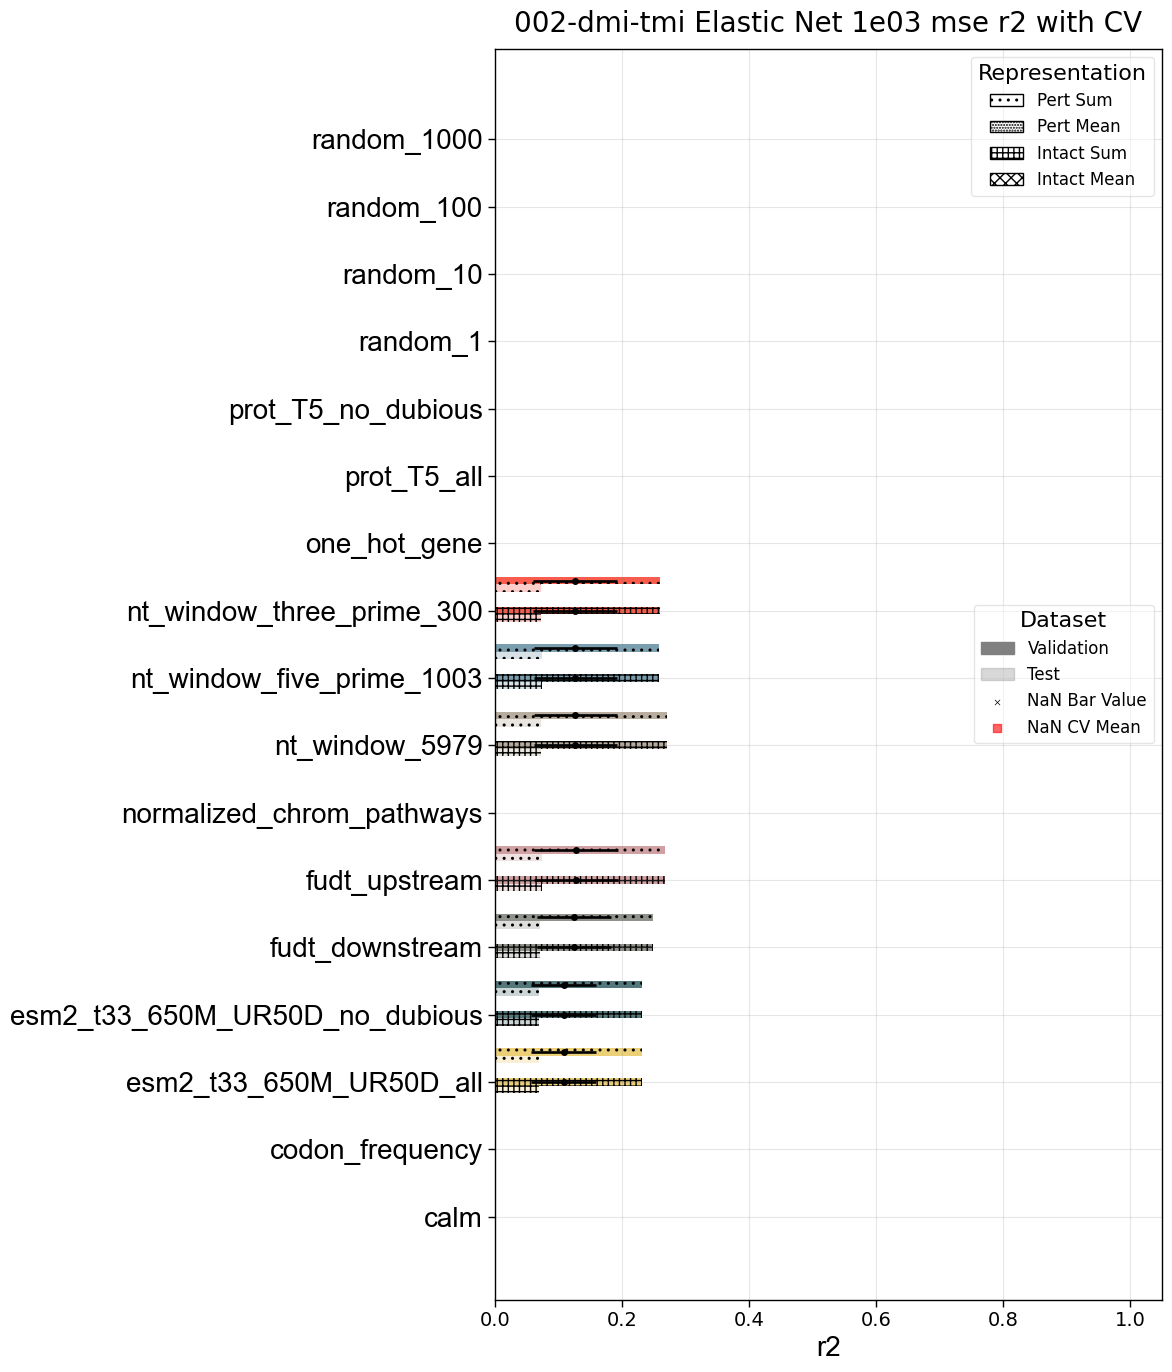 002-dmi-tmi Elastic Net 1e03 mse r2 with CV
Representation
Pert Sum
Pert Mean
Intact Sum
Intact Mean
random_1000
random_100
random_10
random_1
prot_T5_no_dubious
prot_T5_all
one_hot_gene
nt_window_three_prime_300
nt_window_five_prime_1003
nt_window_5979
normalized_chrom_pathways
fudt_upstream
fudt_downstream
esm2_t33_650M_UR50D_no_dubious
esm2_t33_650M_UR50D_all
codon_frequency
calm
Dataset
Validation
Test
NaN Bar Value
NaN CV Mean
0.0 0.2 0.4 0.6 0.8 1.0
r2